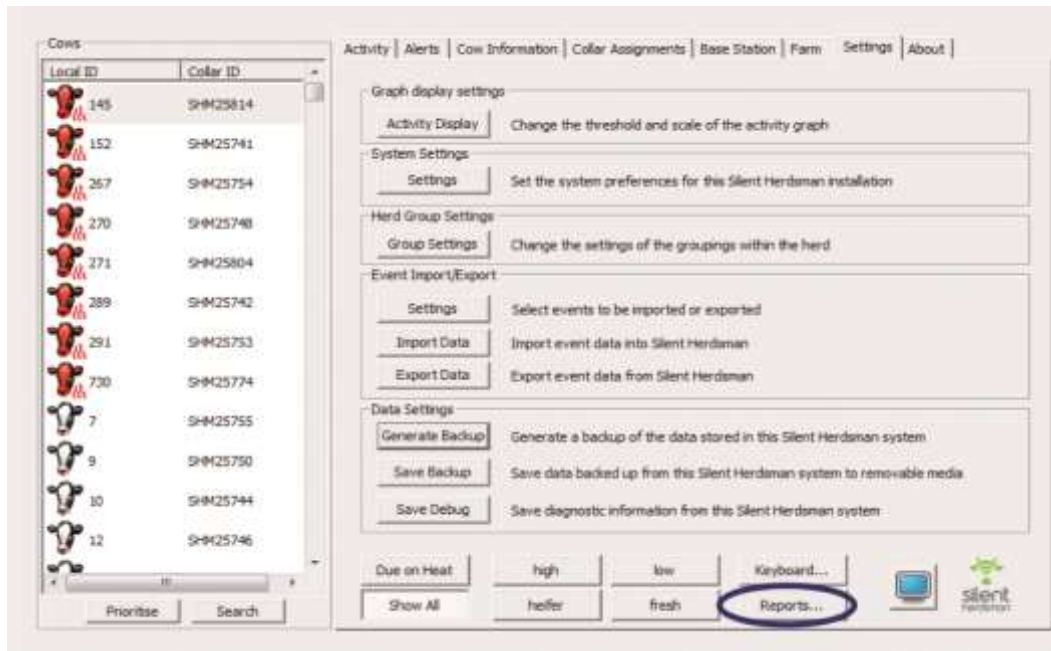 Cows
Local ID Collar ID
145 SHM25814
152 SHM25741
267 SHM25754
270 SHM25748
271 SHM25804
289 SHM25742
291 SHM25753
730 SHM25774
7 SHM25755
9 SHM25750
10 SHM25744
12 SHM25746
Prioritise Search
Activity Alerts Cow Information Collar Assignments Base Station Farm Settings About
Graph display settings
Activity Display Change the threshold and scale of the activity graph
System Settings
Settings Set the system preferences for this Silent Herdsman installation
Herd Group Settings
Group Settings Change the settings of the groupings within the herd
Event Import/Export
Settings Select events to be imported or exported
Import Data Import event data into Silent Herdsman
Export Data Export event data from Silent Herdsman
Data Settings
Generate Backup Generate a backup of the data stored in this Silent Herdsman system
Save Backup Save data backed up from this Silent Herdsman system to removable media
Save Debug Save diagnostic information from this Silent Herdsman system
Due on Heat high low Keyboard...
Show All heifer fresh Reports...
silent
herdsman